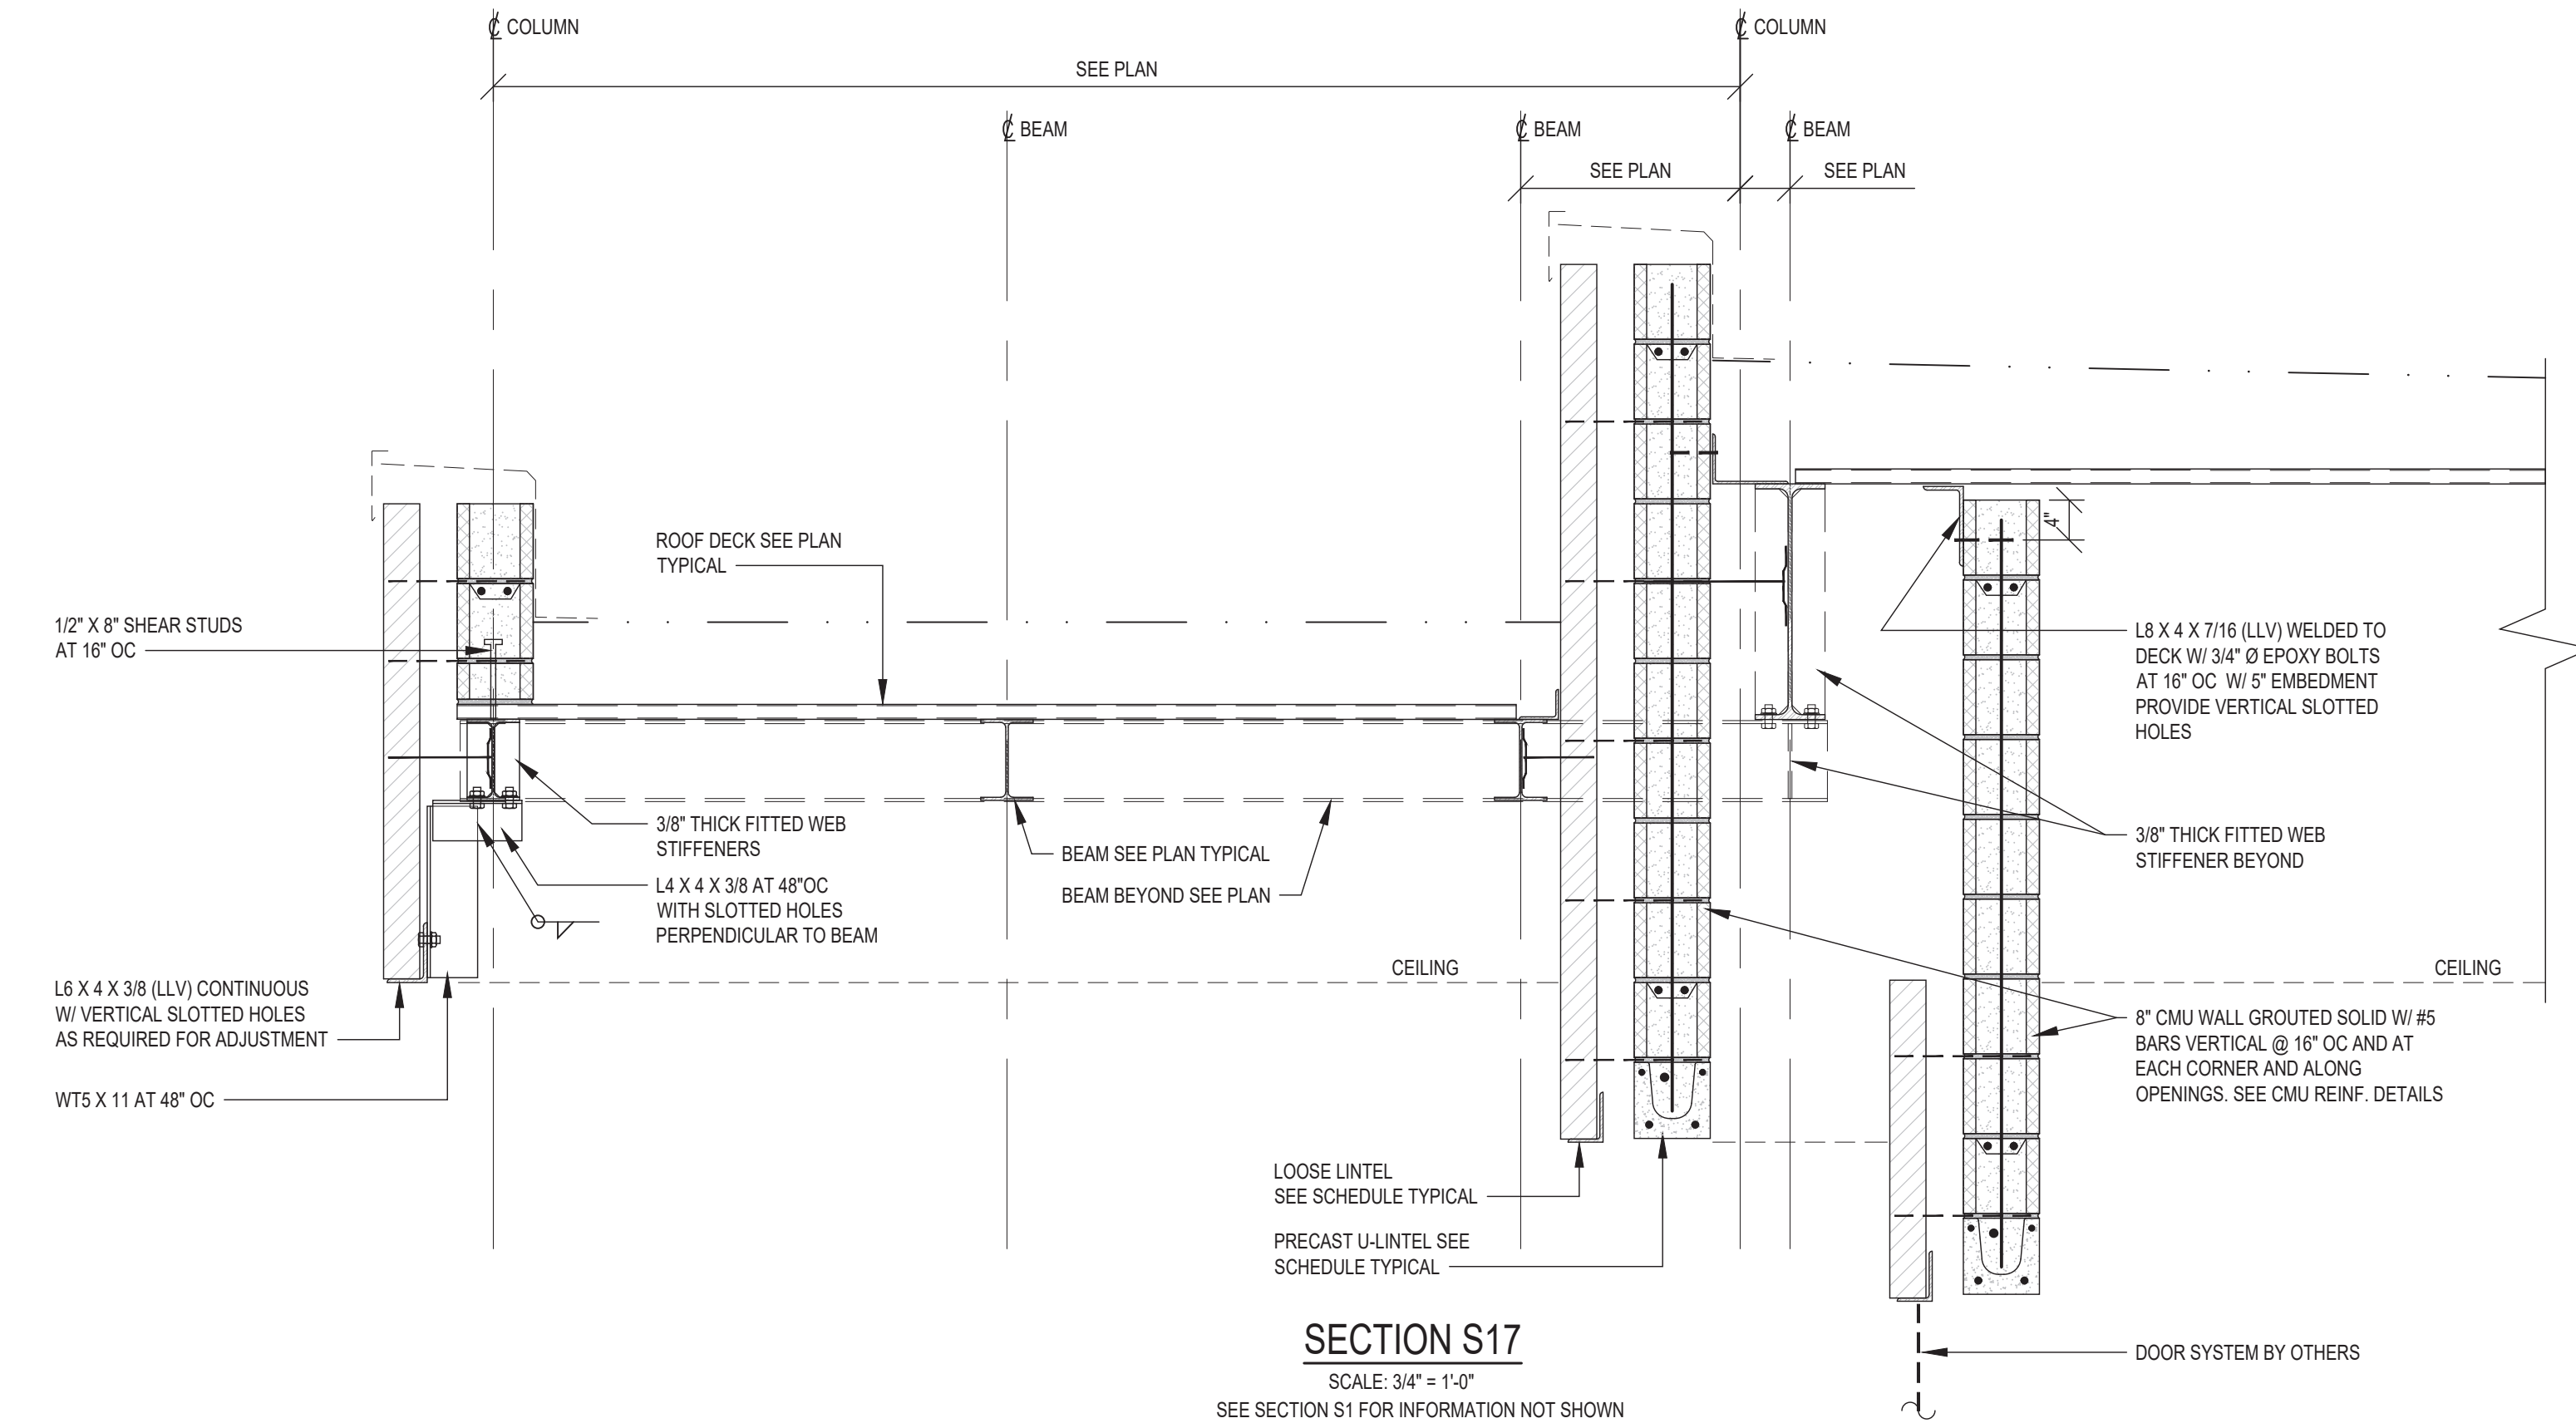 ℄ COLUMN
℄ COLUMN
SEE PLAN
℄ BEAM
℄ BEAM
℄ BEAM
SEE PLAN
SEE PLAN
ROOF DECK SEE PLAN
TYPICAL
1/2" X 8" SHEAR STUDS
AT 16" OC
4"
L8 X 4 X 7/16 (LLV) WELDED TO
DECK W/ 3/4" Ø EPOXY BOLTS
AT 16" OC W/ 5" EMBEDMENT
PROVIDE VERTICAL SLOTTED
HOLES
3/8" THICK FITTED WEB
STIFFENERS
BEAM SEE PLAN TYPICAL
BEAM BEYOND SEE PLAN
3/8" THICK FITTED WEB
STIFFENER BEYOND
L4 X 4 X 3/8 AT 48"OC
WITH SLOTTED HOLES
PERPENDICULAR TO BEAM
CEILING
CEILING
L6 X 4 X 3/8 (LLV) CONTINUOUS
W/ VERTICAL SLOTTED HOLES
AS REQUIRED FOR ADJUSTMENT
WT5 X 11 AT 48" OC
8" CMU WALL GROUTED SOLID W/ #5
BARS VERTICAL @ 16" OC AND AT
EACH CORNER AND ALONG
OPENINGS. SEE CMU REINF. DETAILS
LOOSE LINTEL
SEE SCHEDULE TYPICAL
PRECAST U-LINTEL SEE
SCHEDULE TYPICAL
DOOR SYSTEM BY OTHERS
SECTION S17
SCALE: 3/4" = 1'-0"
SEE SECTION S1 FOR INFORMATION NOT SHOWN